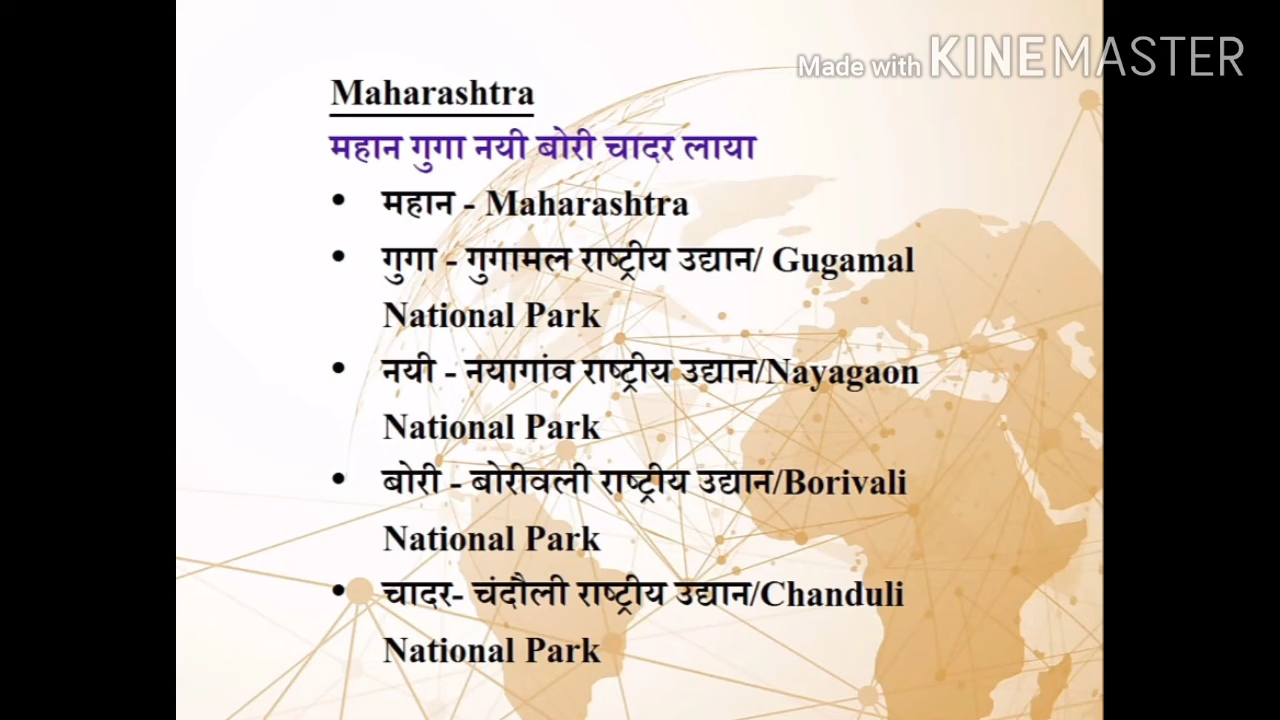 Made with KINEMASTER
Maharashtra
महान गुगा नयी बोरी चादर लाया
• महान - Maharashtra
• गुगा - गुगामल राष्ट्रीय उद्यान/ Gugamal
National Park
• नयी - नयागांव राष्ट्रीय उद्यान/Nayagaon
National Park
• बोरी - बोरीवली राष्ट्रीय उद्यान/Borivali
National Park
• चादर- चंदौली राष्ट्रीय उद्यान/Chanduli
National Park